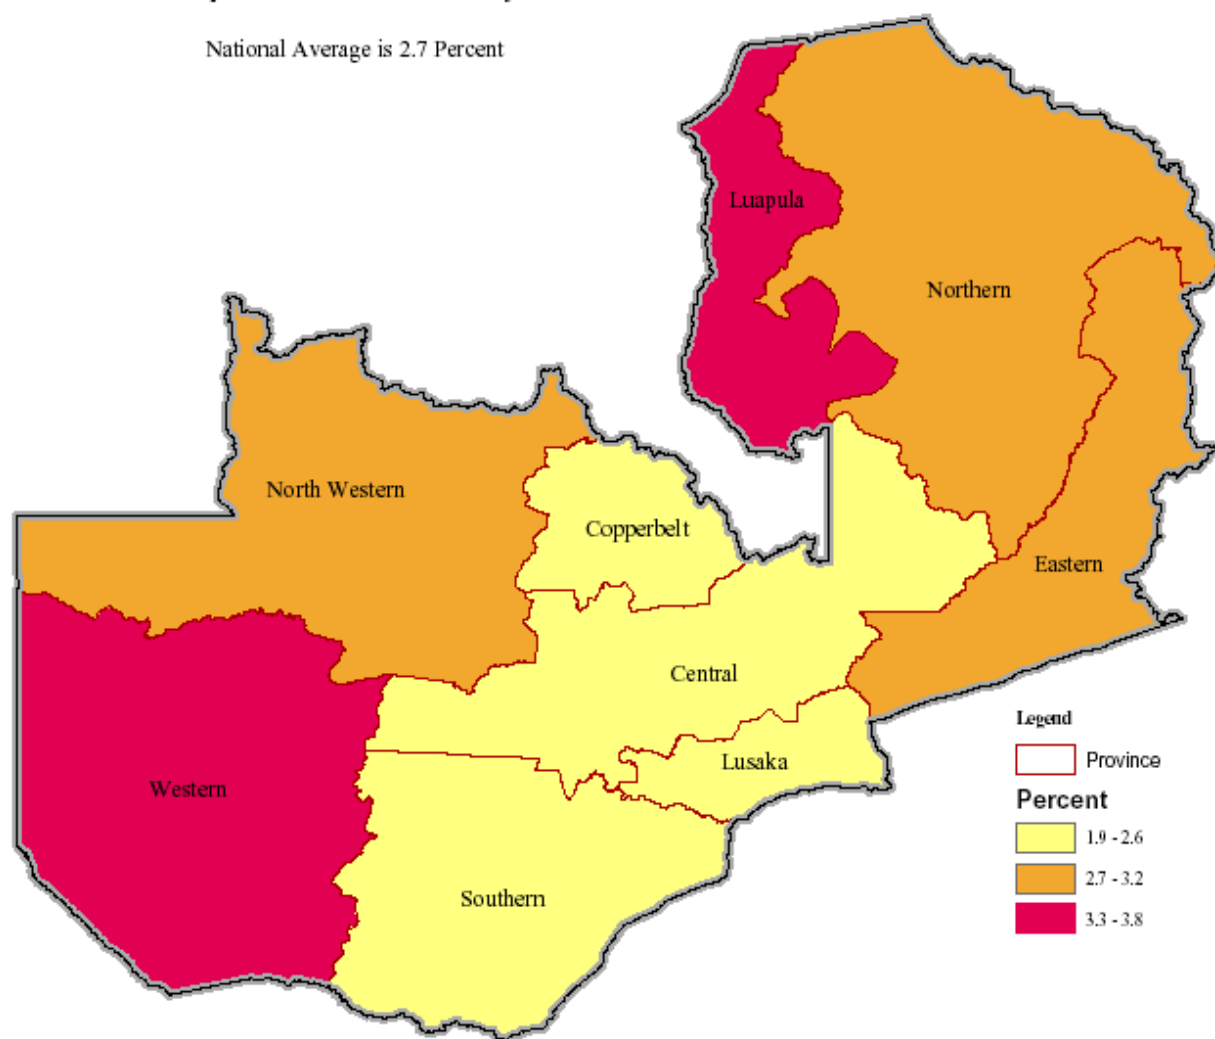 National Average is 2.7 Percent
Luapula
Northern
North Western
Copperbelt
Eastern
Central
Lusaka
Western
Southern
Legend
Province
Percent
1.9 - 2.6
2.7 - 3.2
3.3 - 3.8